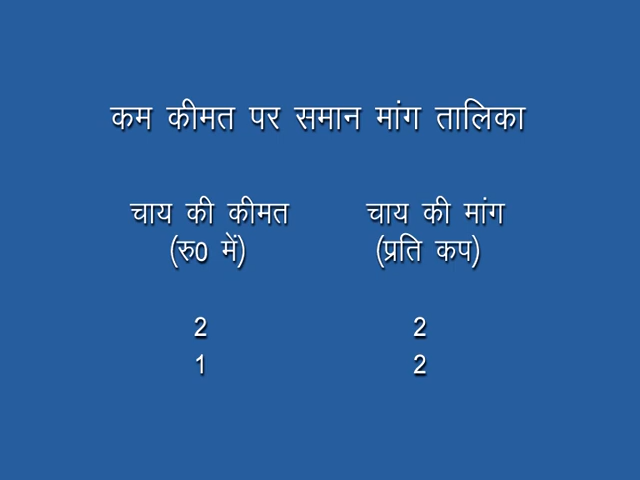 कम कीमत पर समान मांग तालिका
चाय की कीमत चाय की मांग
(रु0 में) (प्रति कप)
2 2
1 2